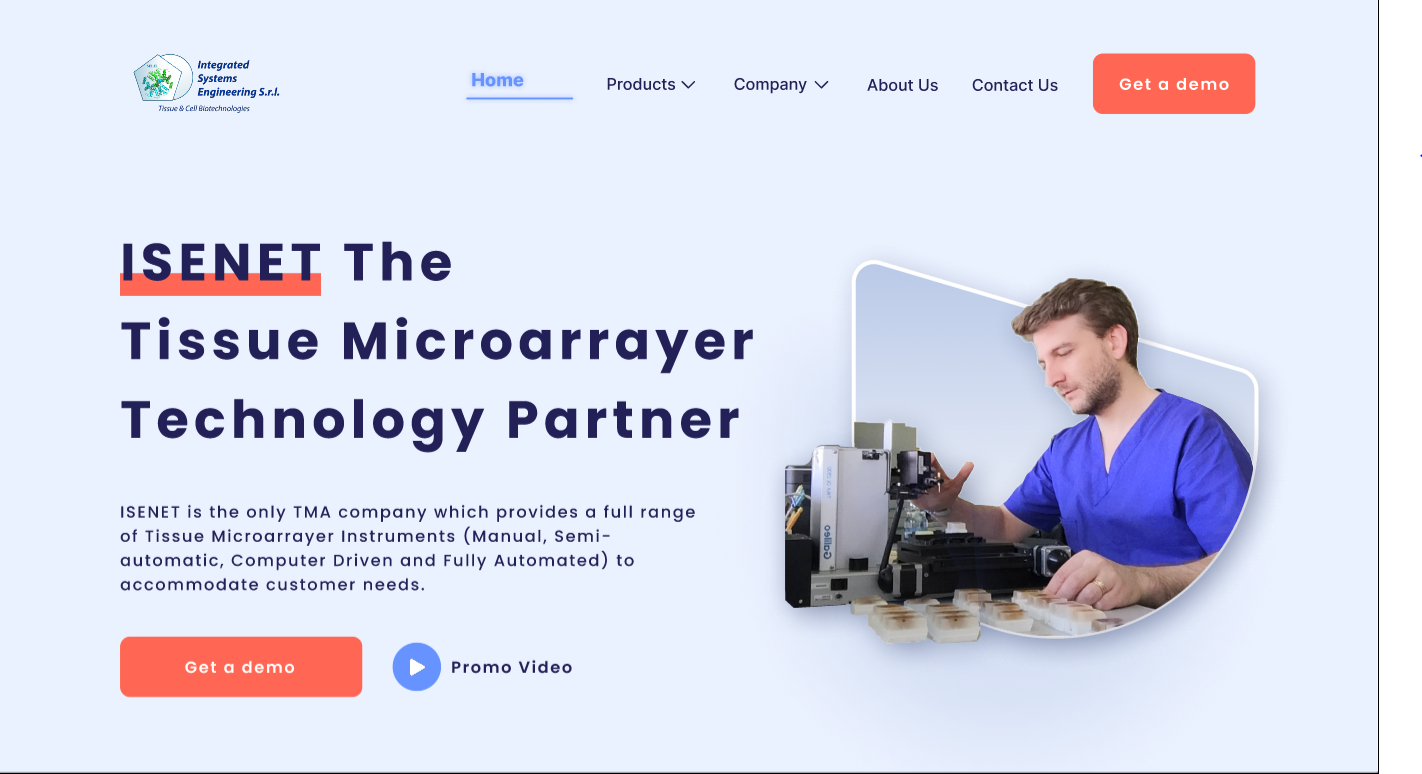 Integrated
Systems
Engineering S.r.l.
Tissue & Cell Biotechnologies
Home
Products
Company
About Us
Contact Us
Get a demo
ISENET The
Tissue Microarrayer
Technology Partner
ISENET is the only TMA company which provides a full range
of Tissue Microarrayer Instruments (Manual, Semi-
automatic, Computer Driven and Fully Automated) to
accommodate customer needs.
Get a demo
Promo Video
Galileo